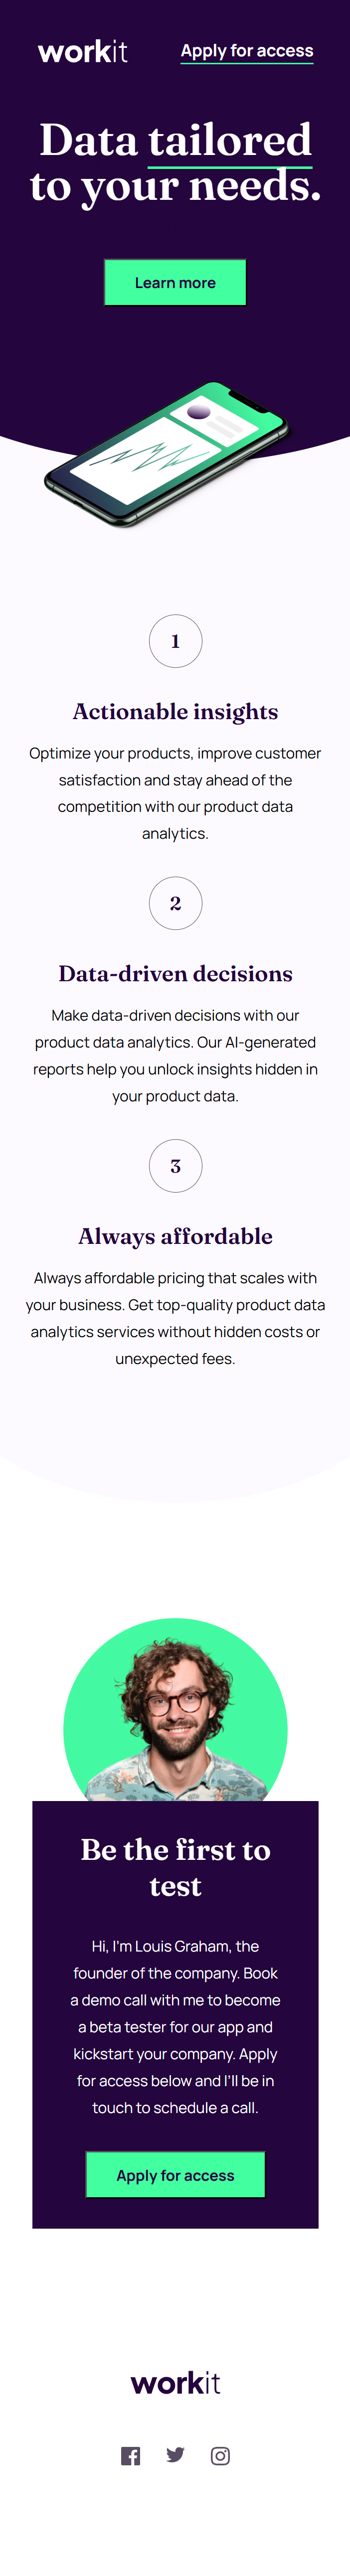 workit
Apply for access
Data tailored
to your needs.
Learn more
1
Actionable insights
Optimize your products, improve customer
satisfaction and stay ahead of the
competition with our product data
analytics.
2
Data-driven decisions
Make data-driven decisions with our
product data analytics. Our AI-generated
reports help you unlock insights hidden in
your product data.
3
Always affordable
Always affordable pricing that scales with
your business. Get top-quality product data
analytics services without hidden costs or
unexpected fees.
Be the first to
test
Hi, I'm Louis Graham, the
founder of the company. Book
a demo call with me to become
a beta tester for our app and
kickstart your company. Apply
for access below and I'll be in
touch to schedule a call.
Apply for access
workit